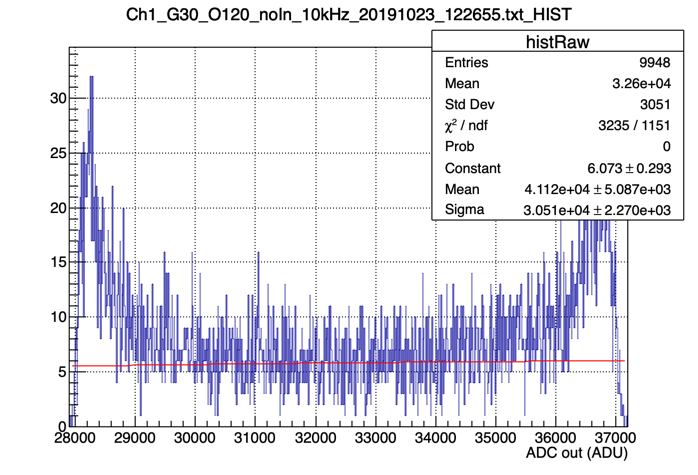 Ch1_G30_O120_noIn_10kHz_20191023_122655.txt_HIST
histRaw
Entries 9948
Mean 3.26e+04
Std Dev 3051
χ² / ndf 3235 / 1151
Prob 0
Constant 6.073 ± 0.293
Mean 4.112e+04 ± 5.087e+03
Sigma 3.051e+04 ± 2.270e+03
30
25
20
15
10
5
0
28000 29000 30000 31000 32000 33000 34000 35000 36000 37000
ADC out (ADU)